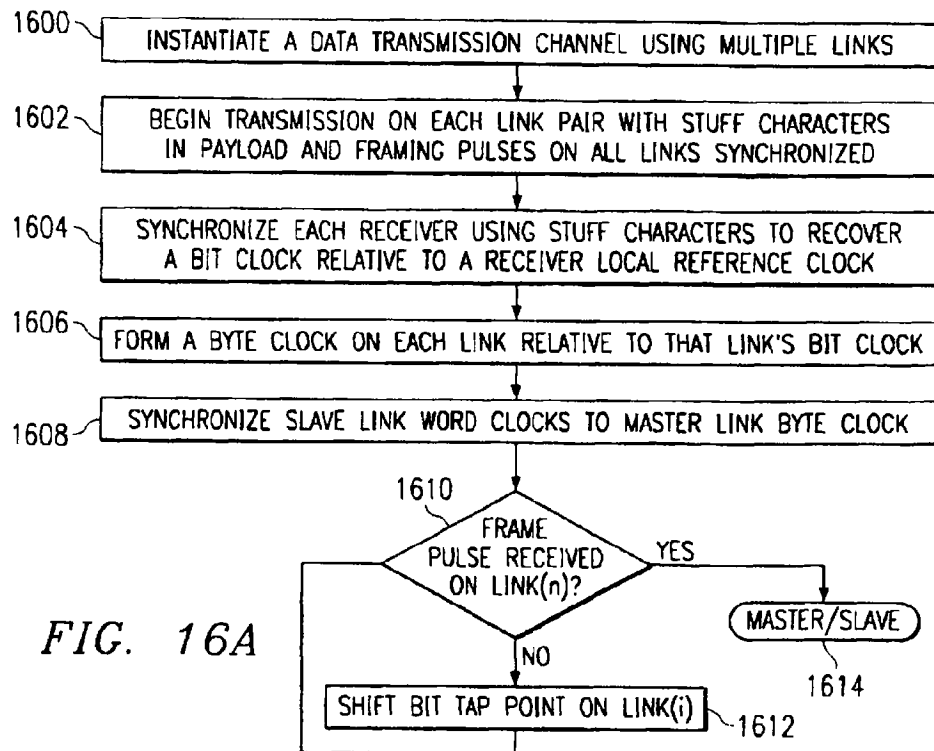 1600
INSTANTIATE A DATA TRANSMISSION CHANNEL USING MULTIPLE LINKS
1602
BEGIN TRANSMISSION ON EACH LINK PAIR WITH STUFF CHARACTERS
IN PAYLOAD AND FRAMING PULSES ON ALL LINKS SYNCHRONIZED
1604
SYNCHRONIZE EACH RECEIVER USING STUFF CHARACTERS TO RECOVER
A BIT CLOCK RELATIVE TO A RECEIVER LOCAL REFERENCE CLOCK
1606
FORM A BYTE CLOCK ON EACH LINK RELATIVE TO THAT LINK'S BIT CLOCK
1608
SYNCHRONIZE SLAVE LINK WORD CLOCKS TO MASTER LINK BYTE CLOCK
1610
FRAME
PULSE RECEIVED
ON LINK(n)?
YES
MASTER/SLAVE
1614
NO
SHIFT BIT TAP POINT ON LINK(i)
1612
FIG. 16A